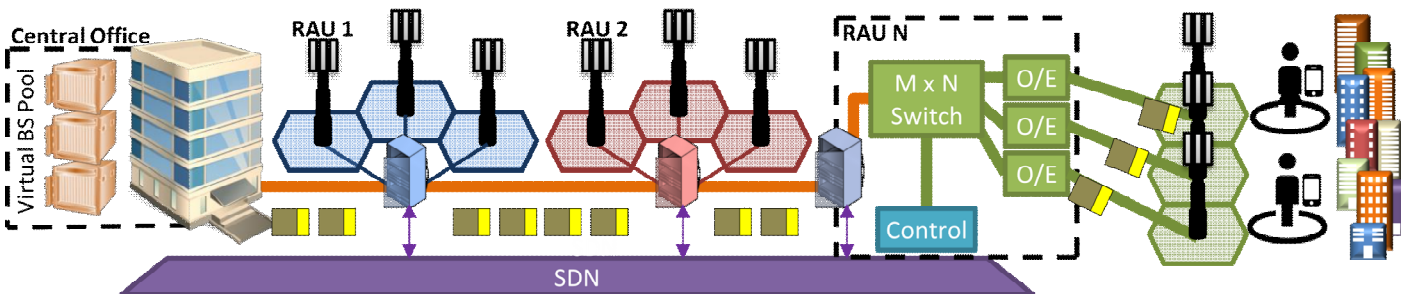 Central Office
Virtual BS Pool
RAU 1
RAU 2
RAU N
M x N
Switch
O/E
O/E
O/E
Control
SDN